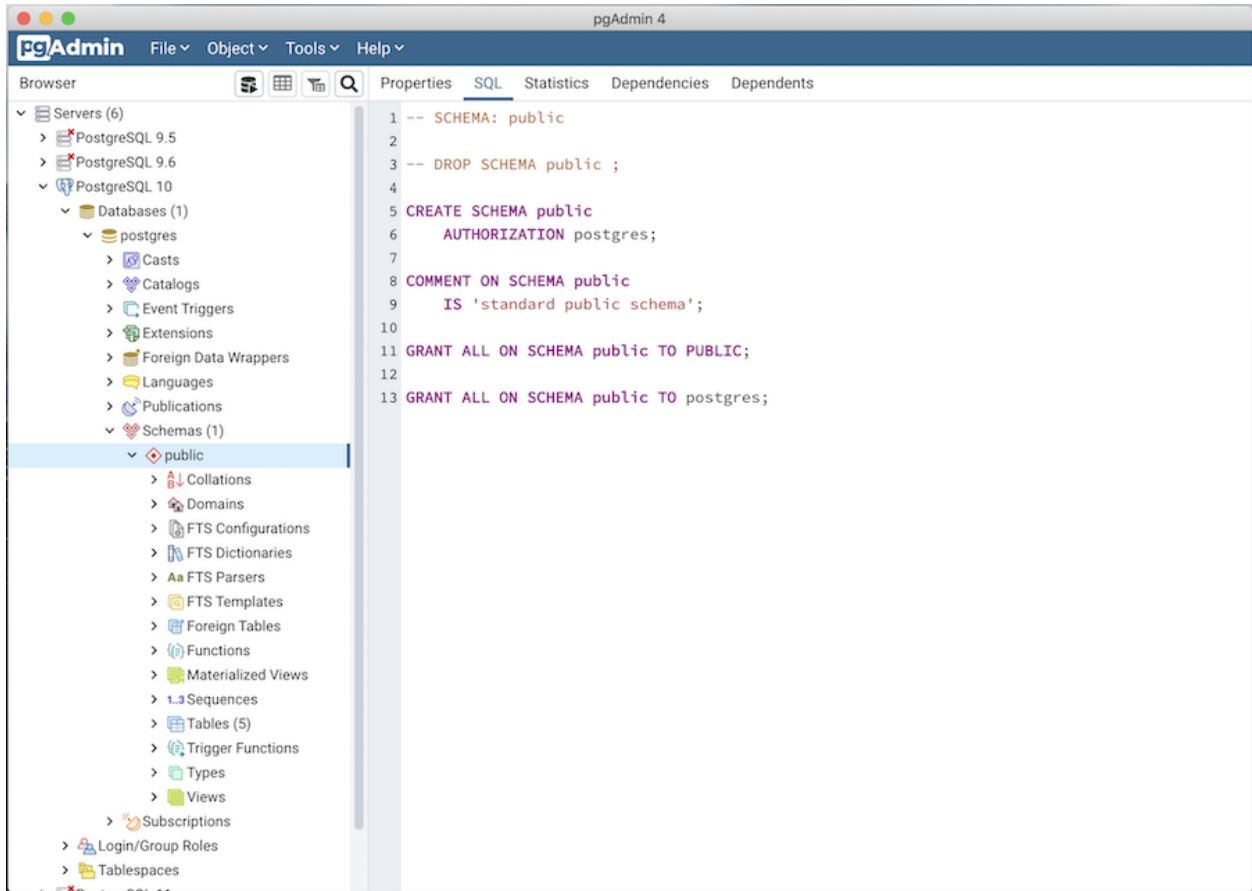 pgAdmin 4
pgAdmin File Object Tools Help
Browser
Properties SQL Statistics Dependencies Dependents
Servers (6)
PostgreSQL 9.5
PostgreSQL 9.6
PostgreSQL 10
Databases (1)
postgres
Casts
Catalogs
Event Triggers
Extensions
Foreign Data Wrappers
Languages
Publications
Schemas (1)
public
Collations
Domains
FTS Configurations
FTS Dictionaries
Aa FTS Parsers
FTS Templates
Foreign Tables
Functions
Materialized Views
1..3 Sequences
Tables (5)
Trigger Functions
Types
Views
Subscriptions
Login/Group Roles
Tablespaces
1 -- SCHEMA: public
2
3 -- DROP SCHEMA public ;
4
5 CREATE SCHEMA public
6 AUTHORIZATION postgres;
7
8 COMMENT ON SCHEMA public
9 IS 'standard public schema';
10
11 GRANT ALL ON SCHEMA public TO PUBLIC;
12
13 GRANT ALL ON SCHEMA public TO postgres;